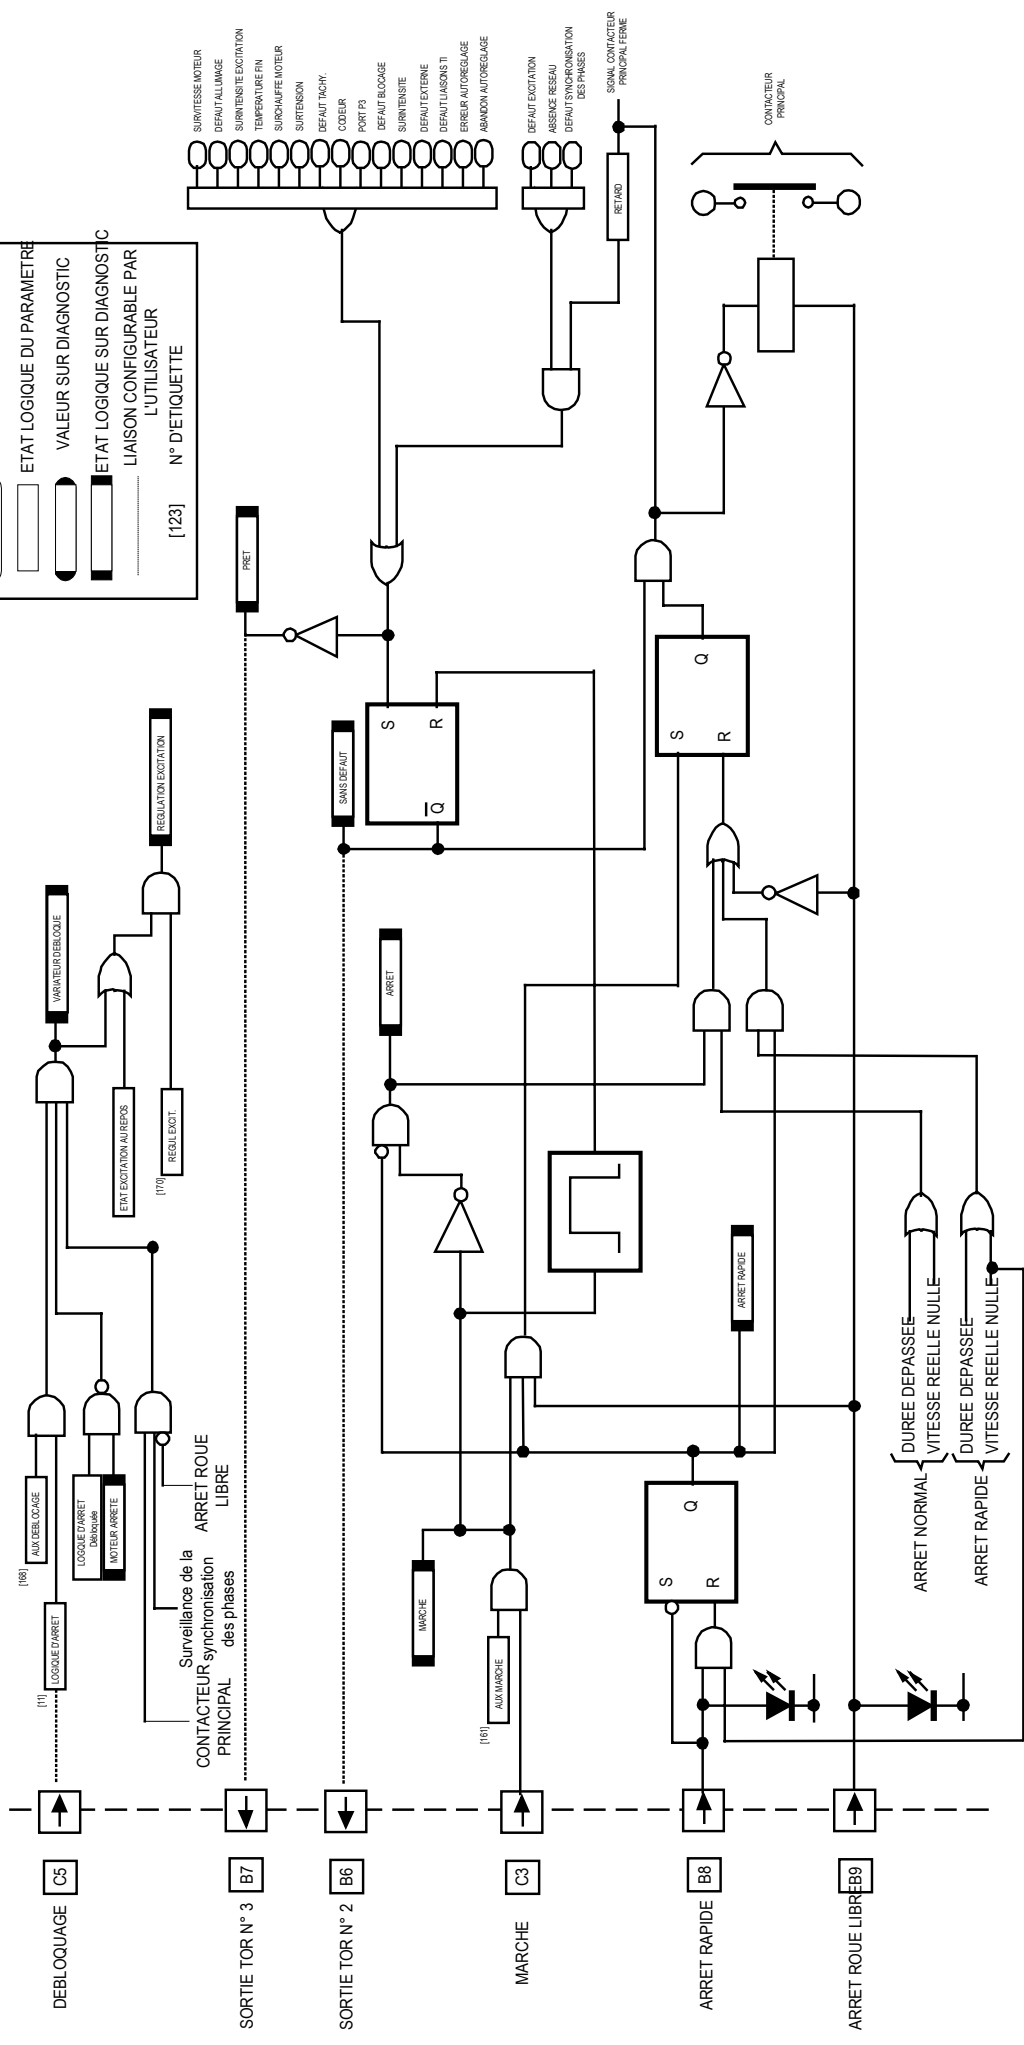 SURVITESSE MOTEUR
DEFAUT ALLUMAGE
SURINTENSITE EXCITATION
TEMPERATURE FIN
SURCHAUFFE MOTEUR
SURTENSION
DEFAUT TACHY.
CODEUR
PORT P3
DEFAUT BLOCAGE
SURINTENSITE
DEFAUT EXTERNE
DEFAUT LIAISONS TI
ERREUR AUTOREGLAGE
ABANDON AUTOREGLAGE
DEFAUT EXCITATION
ABSENCE RESEAU
DEFAUT SYNCHRONISATION
DES PHASES
SIGNAL CONTACTEUR
PRINCIPAL FERME
CONTACTEUR
PRINCIPAL
RETARD
ETAT LOGIQUE DU PARAMETRE
VALEUR SUR DIAGNOSTIC
ETAT LOGIQUE SUR DIAGNOSTIC
LIAISON CONFIGURABLE PAR
L'UTILISATEUR
[123]
N° D'ETIQUETTE
PRET
SANS DEFAUT
S
R
Q
S
R
Q
REGULATION EXCITATION
VARIATEUR DEBLOQUE
ARRET
ETAT EXCITATION AU REPOS
[170]
REGUL EXCIT.
ARRET RAPIDE
[168]
AUX DEBLOCAGE
LOGIQUE D'ARRET
Débloquée
MOTEUR ARRETE
ARRET ROUE
LIBRE
Surveillance de la
synchronisation
des phases
CONTACTEUR
PRINCIPAL
[11]
LOGIQUE D'ARRET
MARCHE
[161]
AUX MARCHE
S
R
Q
DUREE DEPASSEE
VITESSE REELLE NULLE
DUREE DEPASSEE
VITESSE REELLE NULLE
ARRET NORMAL
ARRET RAPIDE
C5
B7
B6
C3
B8
B9
DEBLOQUAGE
SORTIE TOR N° 3
SORTIE TOR N° 2
MARCHE
ARRET RAPIDE
ARRET ROUE LIBRE